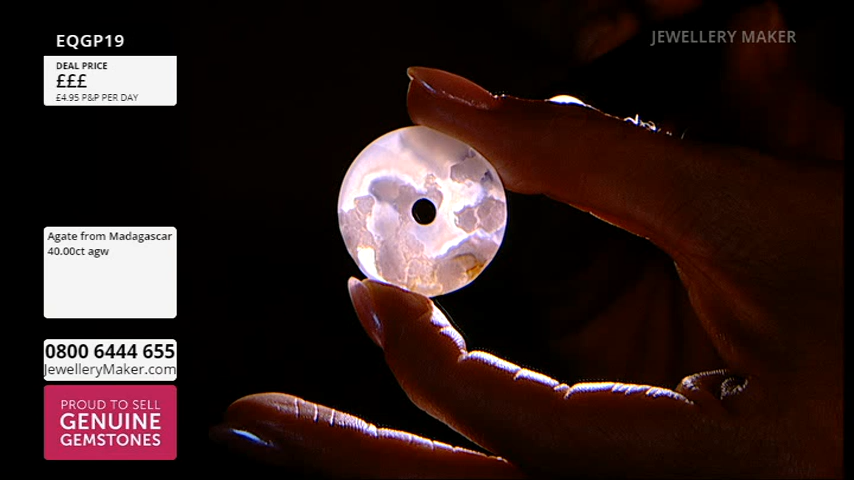 EQGP19
DEAL PRICE
£££
£4.95 P&P PER DAY
JEWELLERY MAKER
Agate from Madagascar
40.00ct agw
0800 6444 655
JewelleryMaker.com
PROUD TO SELL
GENUINE
GEMSTONES